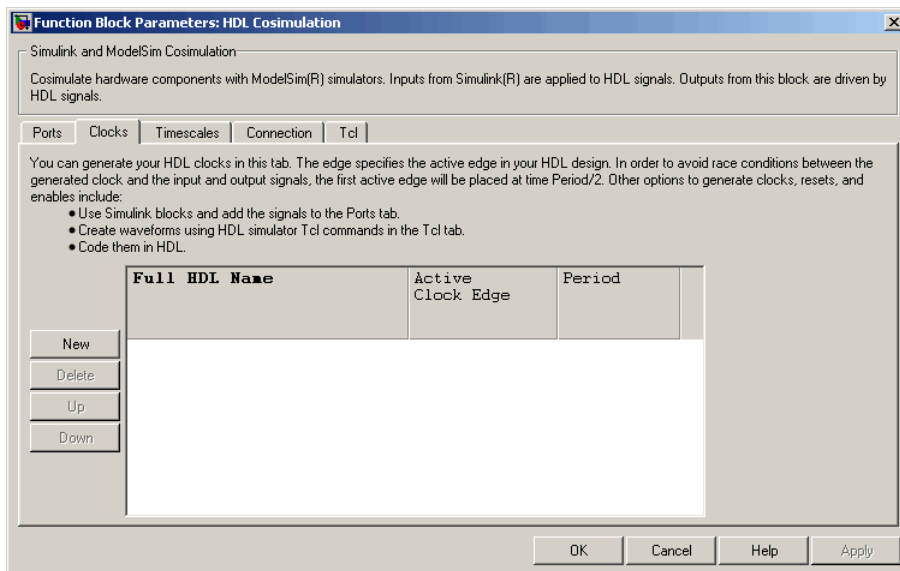 Function Block Parameters: HDL Cosimulation
Simulink and ModelSim Cosimulation
Cosimulate hardware components with ModelSim(R) simulators. Inputs from Simulink(R) are applied to HDL signals. Outputs from this block are driven by
HDL signals.
Ports Clocks Timescales Connection Tcl
You can generate your HDL clocks in this tab. The edge specifies the active edge in your HDL design. In order to avoid race conditions between the
generated clock and the input and output signals, the first active edge will be placed at time Period/2. Other options to generate clocks, resets, and
enables include:
● Use Simulink blocks and add the signals to the Ports tab.
● Create waveforms using HDL simulator Tcl commands in the Tcl tab.
● Code them in HDL.
Full HDL Name Active Period
Clock Edge
New
Delete
Up
Down
OK Cancel Help Apply